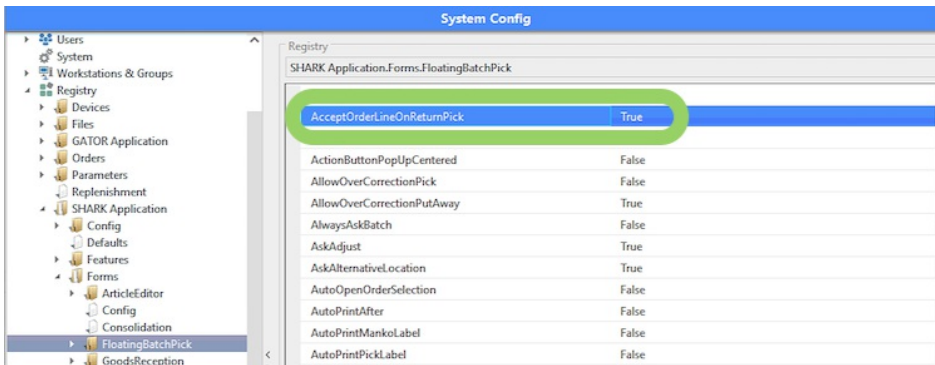 System Config
Users
System
Workstations & Groups
Registry
Devices
Files
GATOR Application
Orders
Parameters
Replenishment
SHARK Application
Config
Defaults
Features
Forms
ArticleEditor
Config
Consolidation
FloatingBatchPick
GoodsReception
Registry
SHARK Application.Forms.FloatingBatchPick
AcceptOrderLineOnReturnPick True
ActionButtonPopUpCentered False
AllowOverCorrectionPick False
AllowOverCorrectionPutAway True
AlwaysAskBatch False
AskAdjust True
AskAlternativeLocation True
AutoOpenOrderSelection False
AutoPrintAfter False
AutoPrintMankoLabel False
AutoPrintPickLabel False